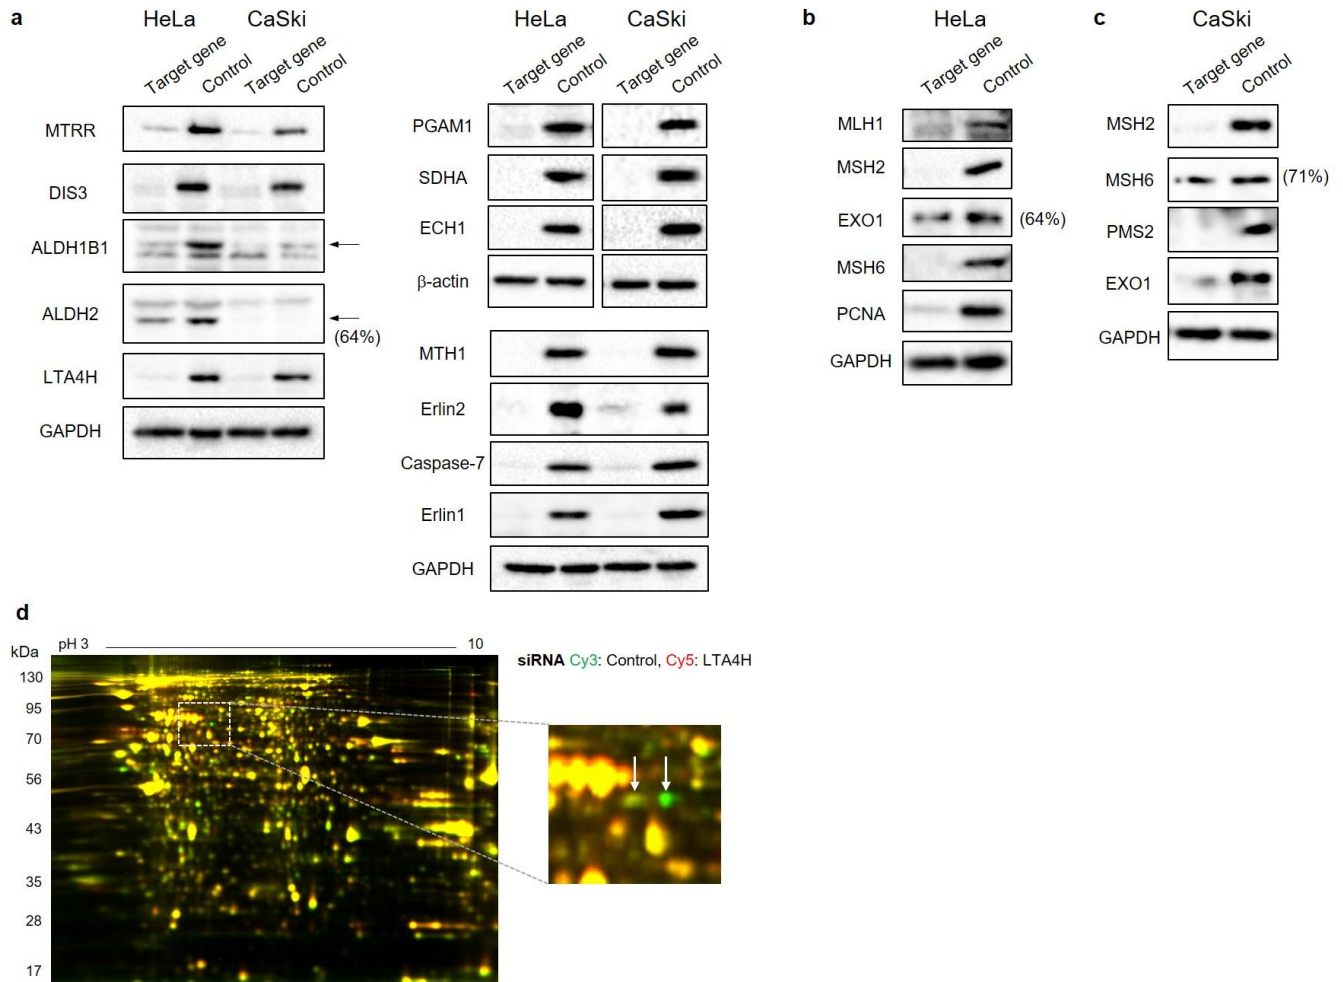 a
HeLa CaSki
Target gene Control Target gene Control
MTRR
DIS3
ALDH1B1
ALDH2
(64%)
LTA4H
GAPDH
HeLa CaSki
Target gene Control Target gene Control
PGAM1
SDHA
ECH1
β-actin
MTH1
Erlin2
Caspase-7
Erlin1
GAPDH
b
HeLa
Target gene Control
MLH1
MSH2
EXO1 (64%)
MSH6
PCNA
GAPDH
c
CaSki
Target gene Control
MSH2
MSH6 (71%)
PMS2
EXO1
GAPDH
d
pH 3 10
kDa
130
95
70
56
43
35
28
17
siRNA Cy3: Control, Cy5: LTA4H